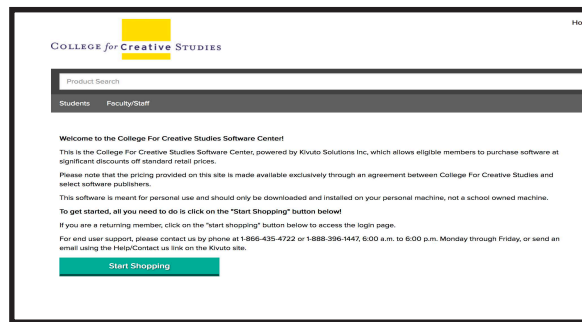 Ho
COLLEGE for Creative STUDIES
Product Search
Students Faculty/Staff
Welcome to the College For Creative Studies Software Center!
This is the College For Creative Studies Software Center, powered by Kivuto Solutions Inc, which allows eligible members to purchase software at
significant discounts off standard retail prices.
Please note that the pricing provided on this site is made available exclusively through an agreement between College For Creative Studies and
select software publishers.
This software is meant for personal use and should only be downloaded and installed on your personal machine, not a school owned machine.
To get started, all you need to do is click on the "Start Shopping" button below!
If you are a returning member, click on the "start shopping" button below to access the login page.
For end user support, please contact us by phone at 1-866-435-4722 or 1-888-396-1447, 6:00 a.m. to 6:00 p.m. Monday through Friday, or send an
email using the Help/Contact us link on the Kivuto site.
Start Shopping